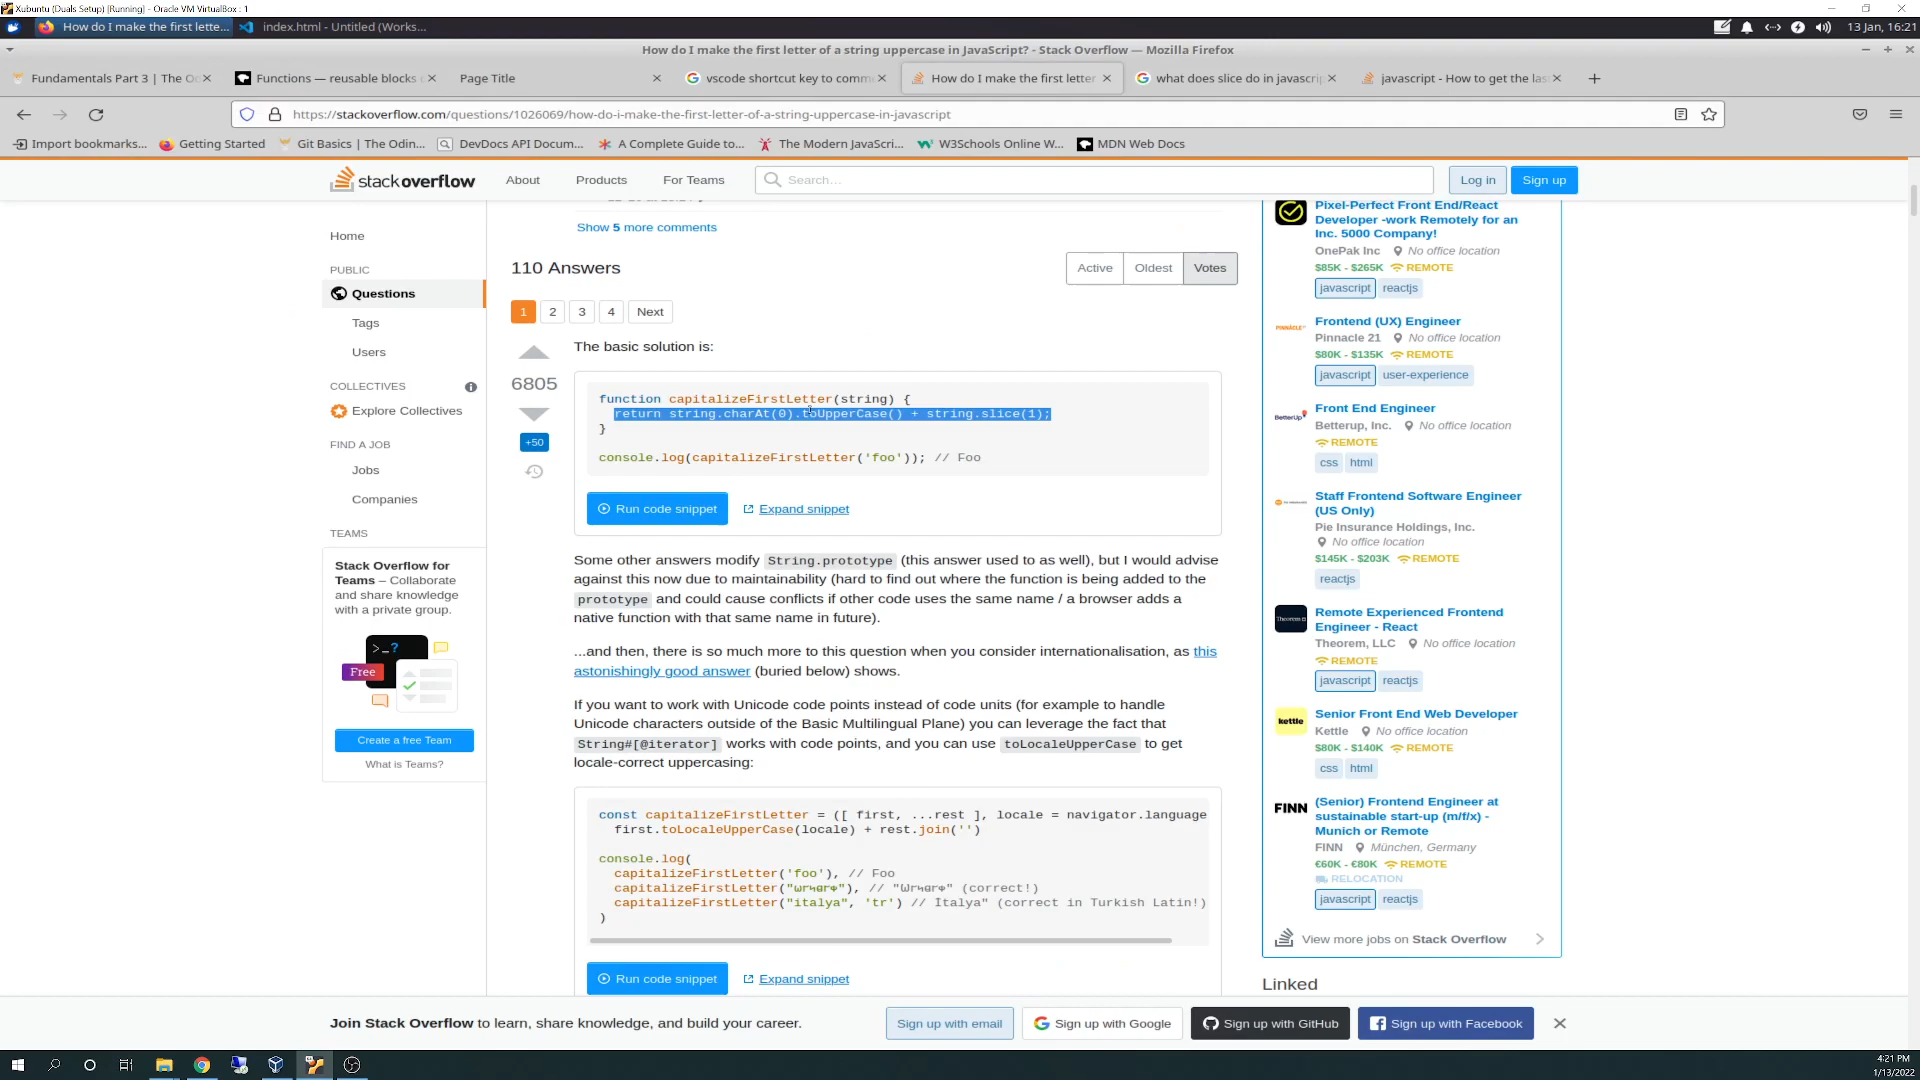 Xubuntu (Duals Setup) [Running] - Oracle VM VirtualBox : 1
How do I make the first lette...
index.html - Untitled (Works...
13 Jan, 16:21
How do I make the first letter of a string uppercase in JavaScript? - Stack Overflow — Mozilla Firefox
Fundamentals Part 3 | The O
Functions — reusable blocks
Page Title
vscode shortcut key to comm
How do I make the first letter
what does slice do in javascri
javascript - How to get the las
https://stackoverflow.com/questions/1026069/how-do-i-make-the-first-letter-of-a-string-uppercase-in-javascript
Import bookmarks...
Getting Started
Git Basics | The Odin...
DevDocs API Docum...
A Complete Guide to...
The Modern JavaScri...
W3Schools Online W...
MDN Web Docs
stackoverflow
About
Products
For Teams
Search...
Log in
Sign up
Home
PUBLIC
Questions
Tags
Users
COLLECTIVES
Explore Collectives
FIND A JOB
Jobs
Companies
TEAMS
Stack Overflow for
Teams – Collaborate
and share knowledge
with a private group.
>_?
Free
Create a free Team
What is Teams?
Show 5 more comments
110 Answers
Active
Oldest
Votes
1
2
3
4
Next
6805
+50
The basic solution is:
function capitalizeFirstLetter(string) {
return string.charAt(0).toUpperCase() + string.slice(1);
}
console.log(capitalizeFirstLetter('foo')); // Foo
Run code snippet
Expand snippet
Some other answers modify String.prototype (this answer used to as well), but I would advise
against this now due to maintainability (hard to find out where the function is being added to the
prototype and could cause conflicts if other code uses the same name / a browser adds a
native function with that same name in future).
...and then, there is so much more to this question when you consider internationalisation, as this
astonishingly good answer (buried below) shows.
If you want to work with Unicode code points instead of code units (for example to handle
Unicode characters outside of the Basic Multilingual Plane) you can leverage the fact that
String#[@iterator] works with code points, and you can use toLocaleUpperCase to get
locale-correct uppercasing:
const capitalizeFirstLetter = ([ first, ...rest ], locale = navigator.language
first.toLocaleUpperCase(locale) + rest.join('')
console.log(
capitalizeFirstLetter('foo'), // Foo
capitalizeFirstLetter(
(correct!)
capitalizeFirstLetter("italya", 'tr') // İtalya" (correct in Turkish Latin!)
)
Run code snippet
Expand snippet
Pixel-Perfect Front End/React
Developer -work Remotely for an
Inc. 5000 Company!
OnePak Inc No office location
$85K - $265K REMOTE
javascript reactjs
PINNACLE
Frontend (UX) Engineer
Pinnacle 21 No office location
$80K - $135K REMOTE
javascript user-experience
BetterUp
Front End Engineer
Betterup, Inc. No office location
REMOTE
css html
Staff Frontend Software Engineer
(US Only)
Pie Insurance Holdings, Inc.
No office location
$145K - $203K REMOTE
reactjs
Theorem
Remote Experienced Frontend
Engineer - React
Theorem, LLC No office location
REMOTE
javascript reactjs
kettle
Senior Front End Web Developer
Kettle No office location
$80K - $140K REMOTE
css html
FINN
(Senior) Frontend Engineer at
sustainable start-up (m/f/x) -
Munich or Remote
FINN München, Germany
€60K - €80K REMOTE
RELOCATION
javascript reactjs
View more jobs on Stack Overflow
Linked
Join Stack Overflow to learn, share knowledge, and build your career.
Sign up with email
Sign up with Google
Sign up with GitHub
Sign up with Facebook
4:21 PM
1/13/2022